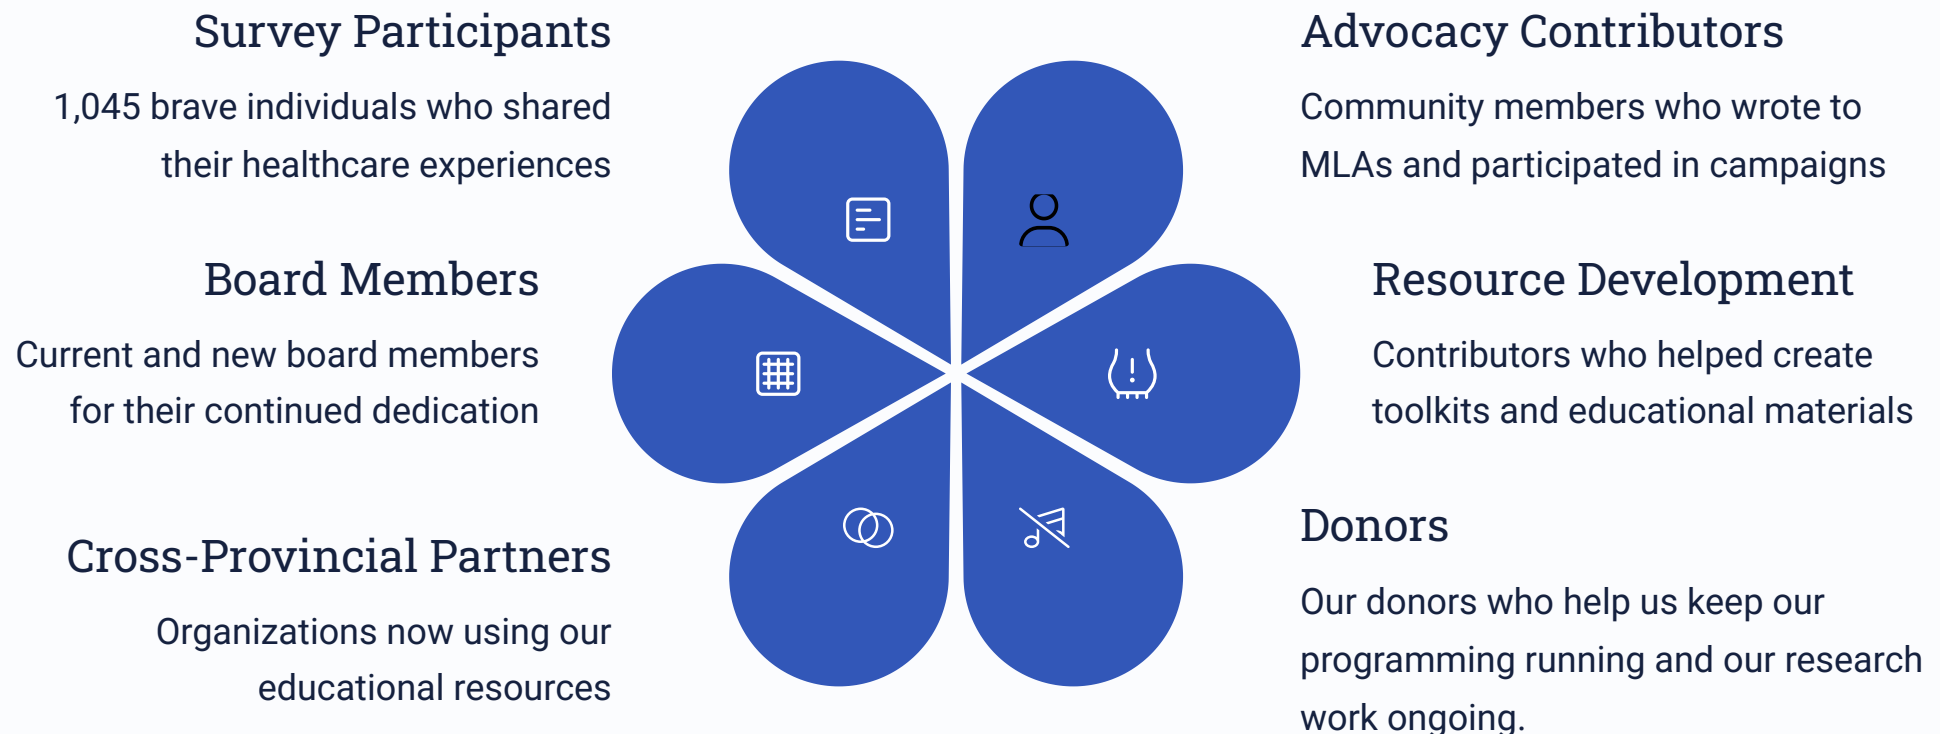 Survey Participants
1,045 brave individuals who shared
their healthcare experiences
Advocacy Contributors
Community members who wrote to
MLAs and participated in campaigns
Board Members
Current and new board members
for their continued dedication
Resource Development
Contributors who helped create
toolkits and educational materials
Cross-Provincial Partners
Organizations now using our
educational resources
Donors
Our donors who help us keep our
programming running and our research
work ongoing.